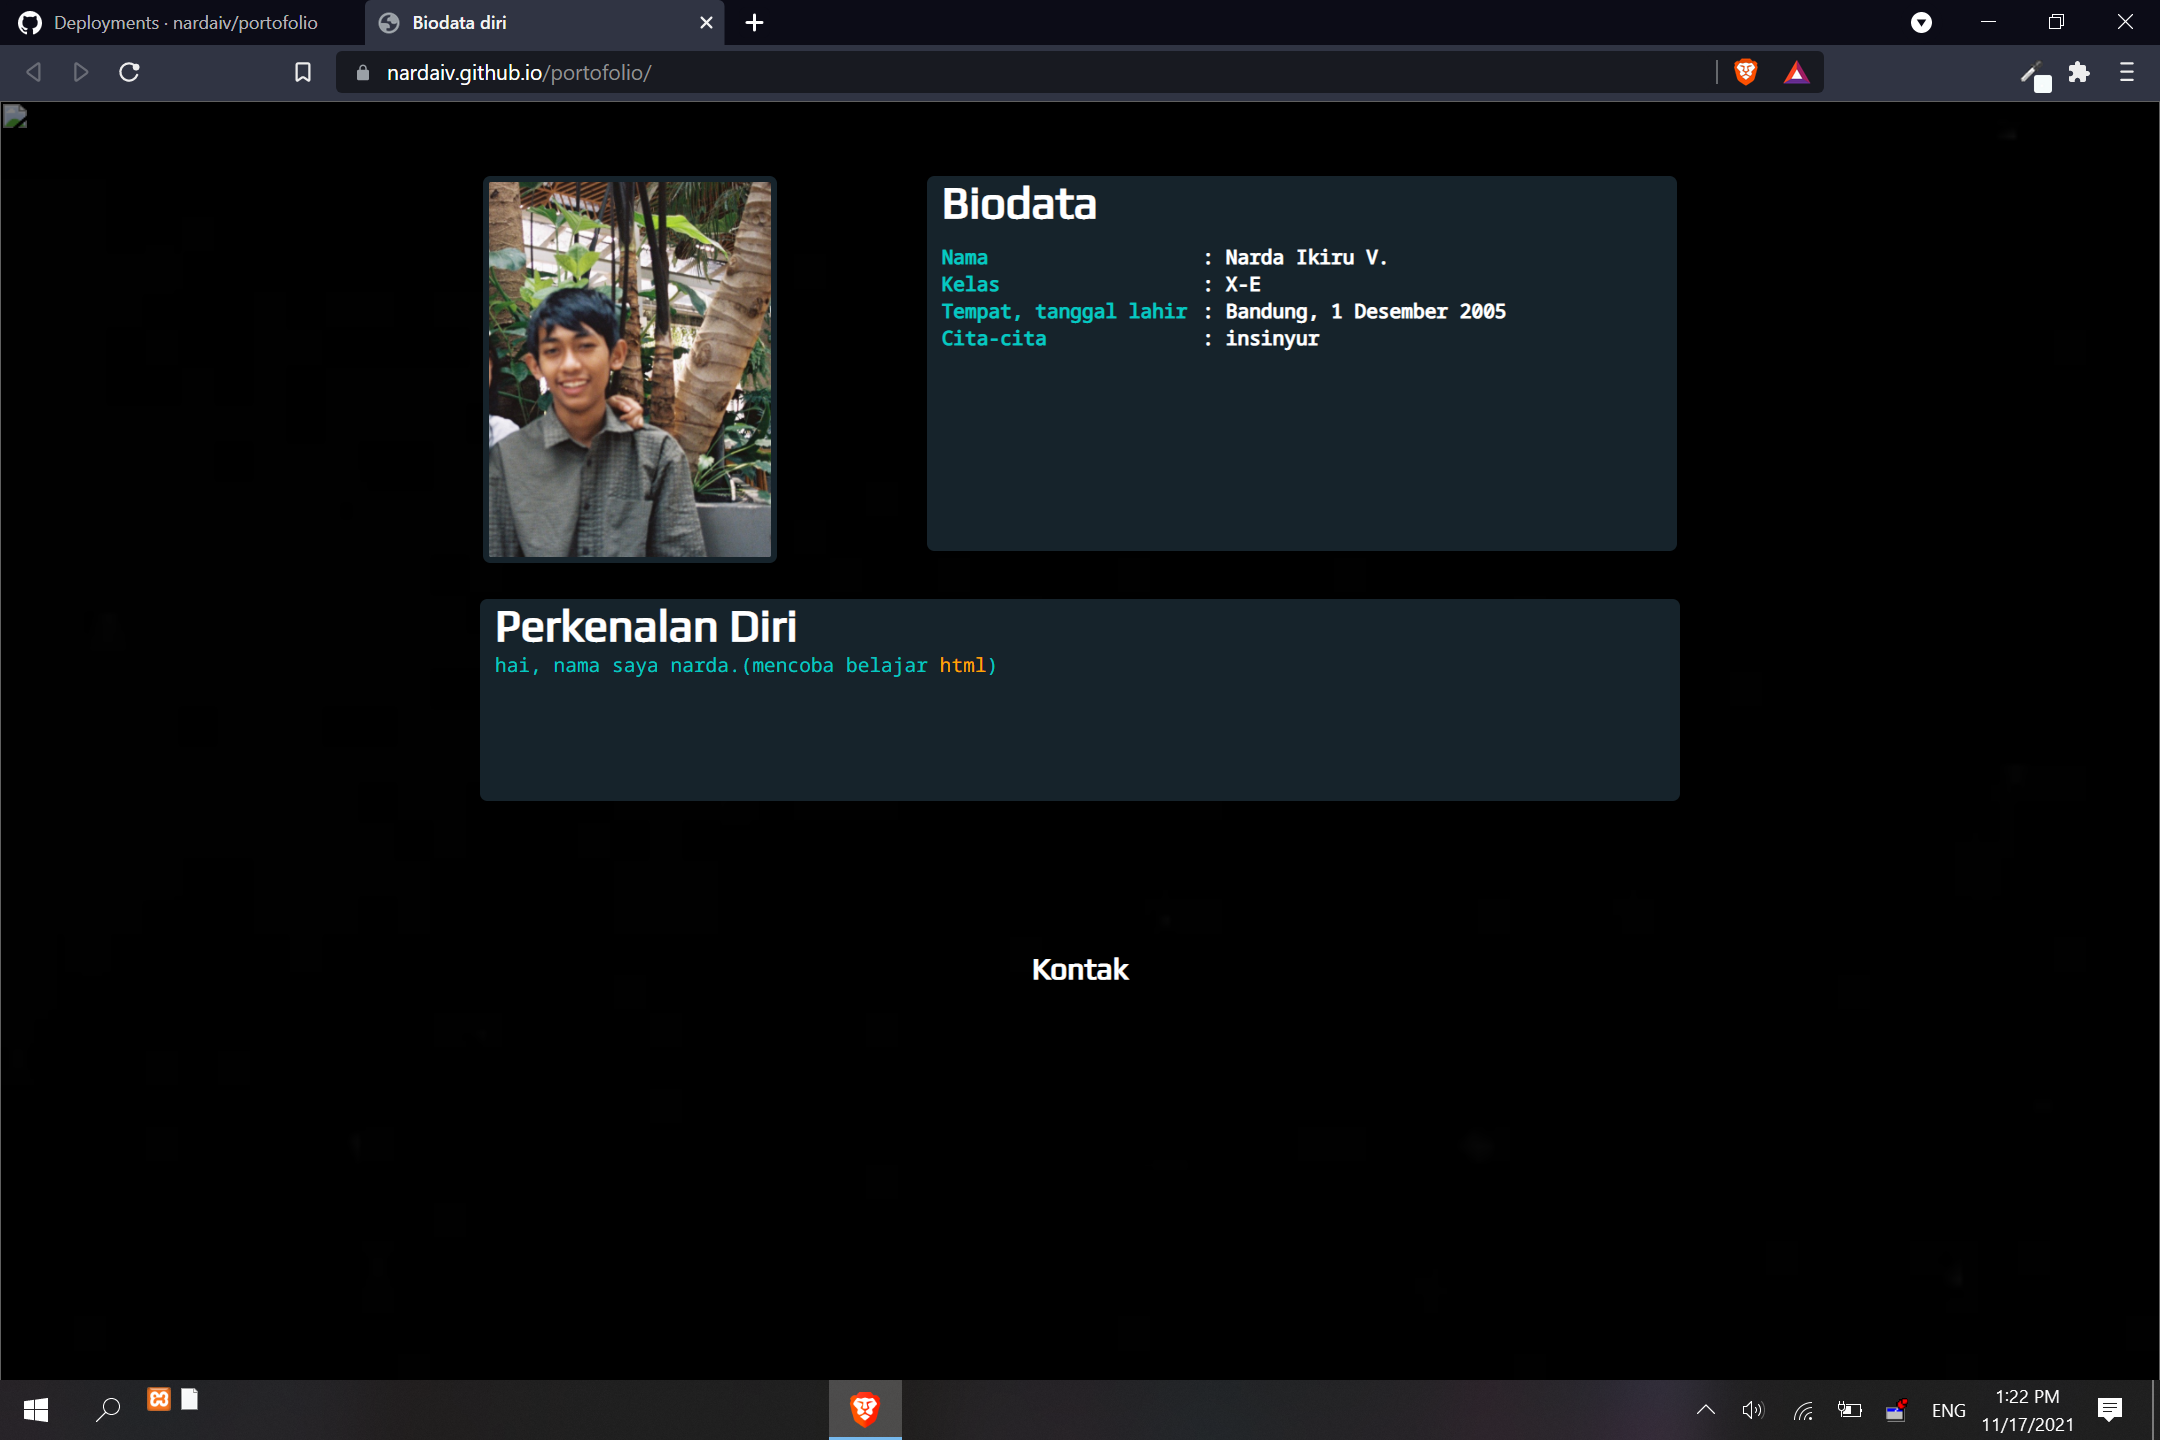 Deployments · nardaiv/portofolio
Biodata diri
nardaiv.github.io/portofolio/
Biodata
Nama : Narda Ikiru V.
Kelas : X-E
Tempat, tanggal lahir : Bandung, 1 Desember 2005
Cita-cita : insinyur
Perkenalan Diri
hai, nama saya narda.(mencoba belajar html)
Kontak
ENG
1:22 PM
11/17/2021